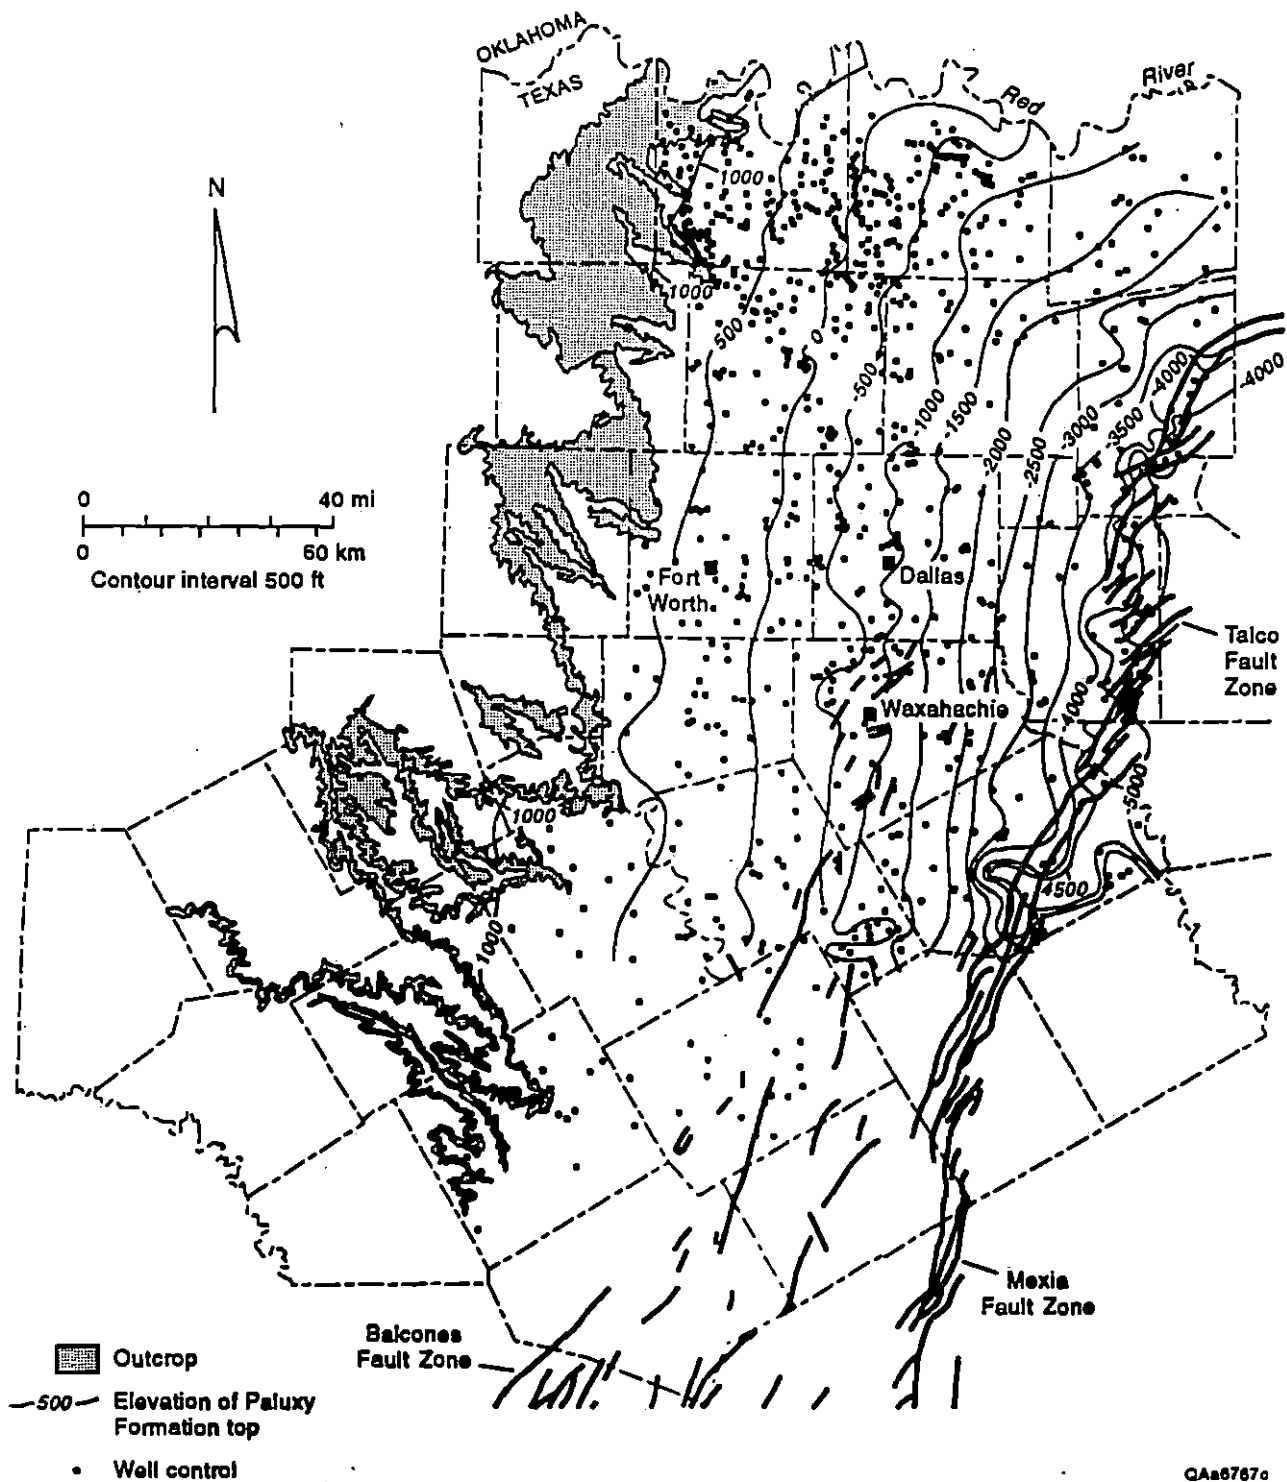 OKLAHOMA
TEXAS
Red
River
N
1000
1000
500
0
-500
-1000
-1500
-2000
-2500
-3000
-3500
-4000
-4000
0 40 mi
0 60 km
Contour interval 500 ft
Fort
Worth
Dallas
Talco
Fault
Zone
Waxahachie
-4000
-5000
1000
4500
1000
Mexia
Fault Zone
Balcones
Fault Zone
Outcrop
-500- Elevation of Paluxy
Formation top
• Well control
QAa6767c